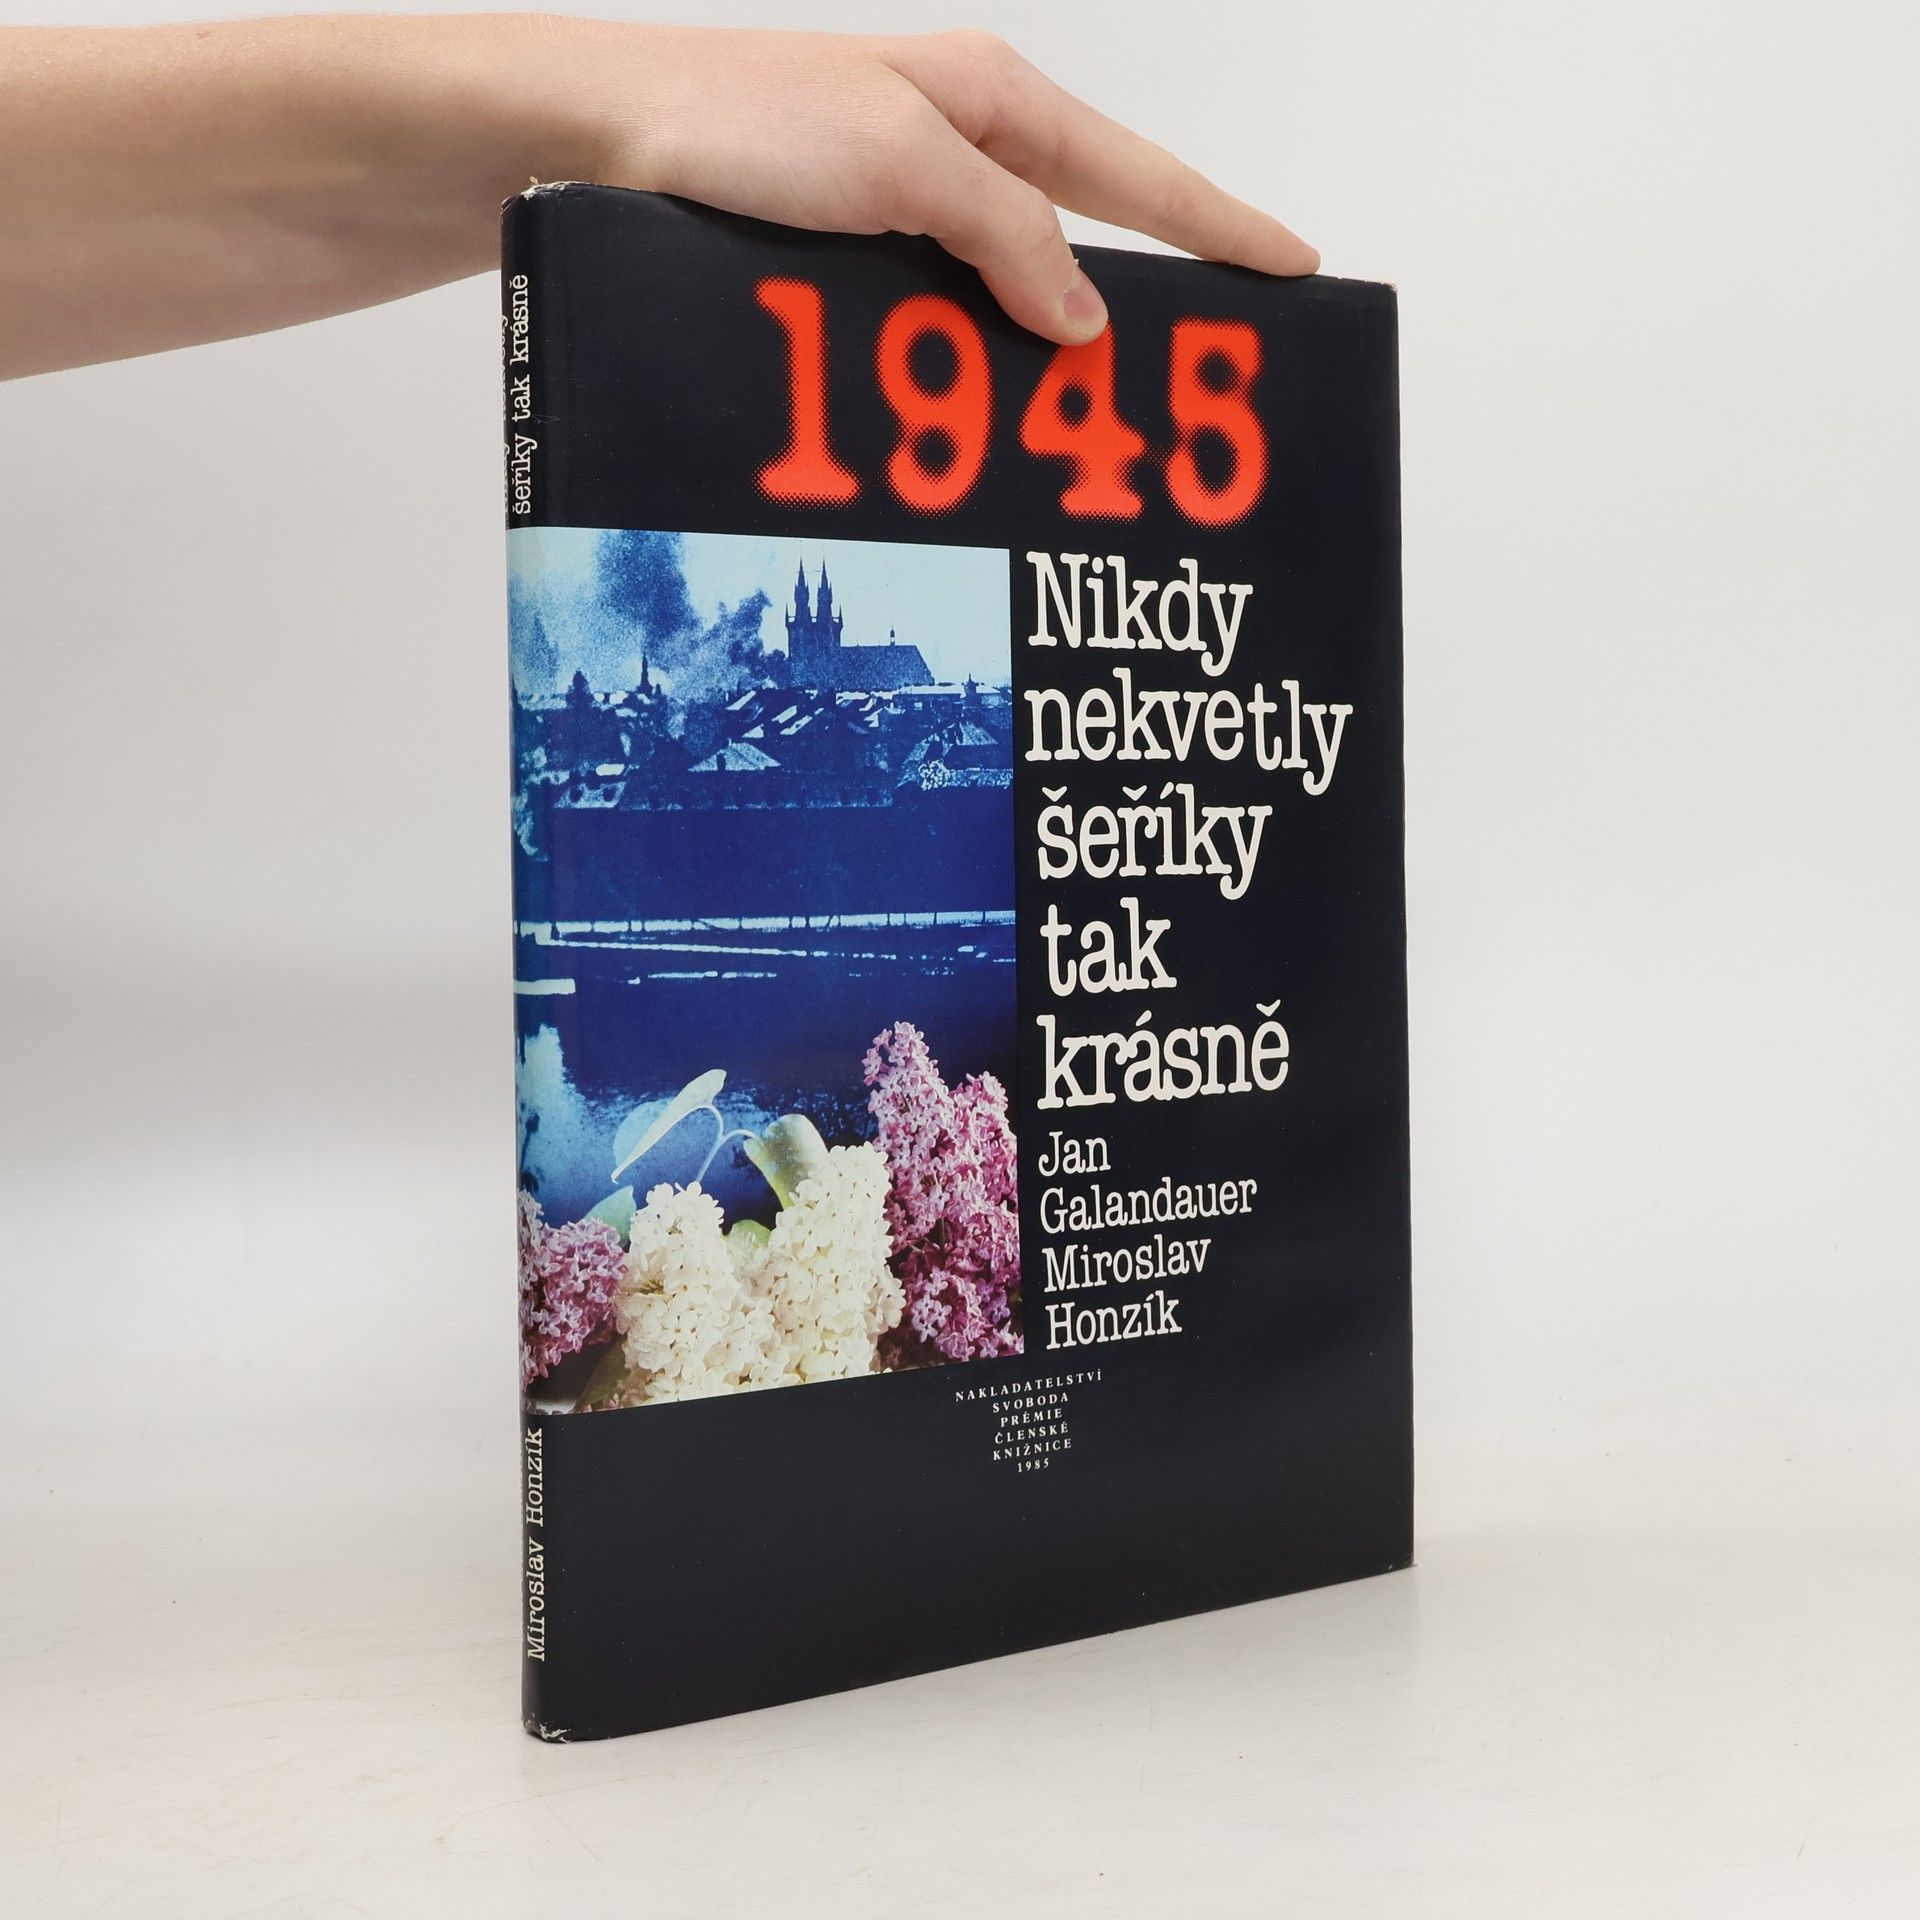 1945
Nikdy
nekvetly
šeříky
tak
krásně
Jan
Galandauer
Miroslav
Honzík
NAKLADATELSTVÍ
SVOBODA
PRÉMIE
ČLENSKÉ
KNIŽNICE
1985
šeříky tak krásně
Miroslav Honzík